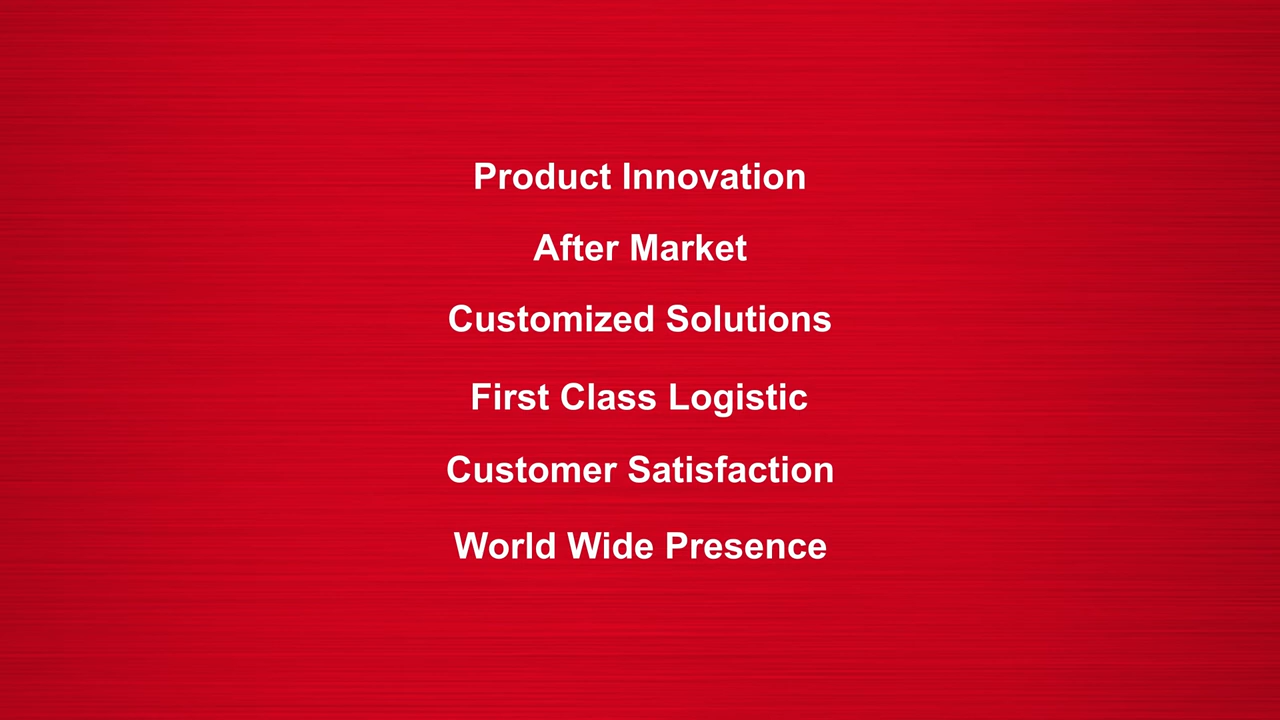 Product Innovation
After Market
Customized Solutions
First Class Logistic
Customer Satisfaction
World Wide Presence